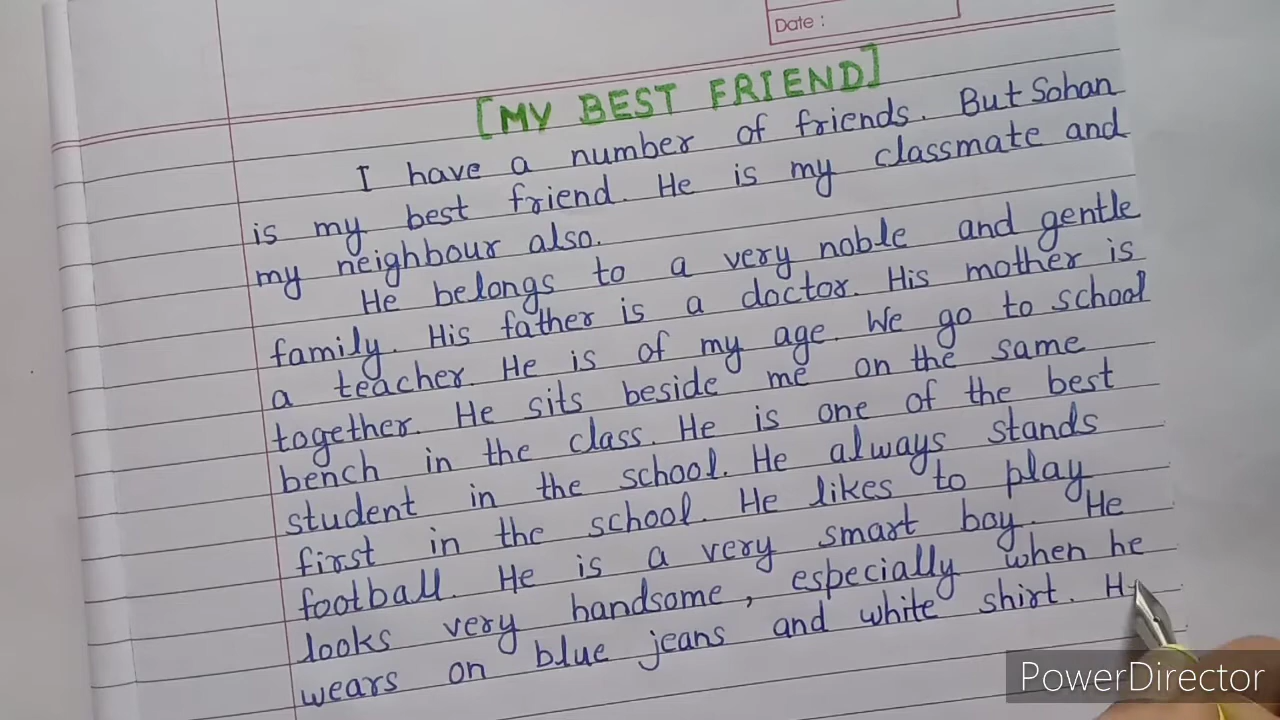 Date :
[MY BEST FRIEND]
I have a number of friends. But Sohan
is my best friend. He is my classmate and
my neighbour also.
He belongs to a very noble and gentle
family. His father is a doctor. His mother is
a teacher. He is of my age. We go to school
together. He sits beside me on the same
bench in the class. He is one of the best
student in the school. He always stands
first in the school. He likes to play
football. He is a very smart boy. He
looks very handsome, especially when he
wears on blue jeans and white shirt. H
PowerDirector